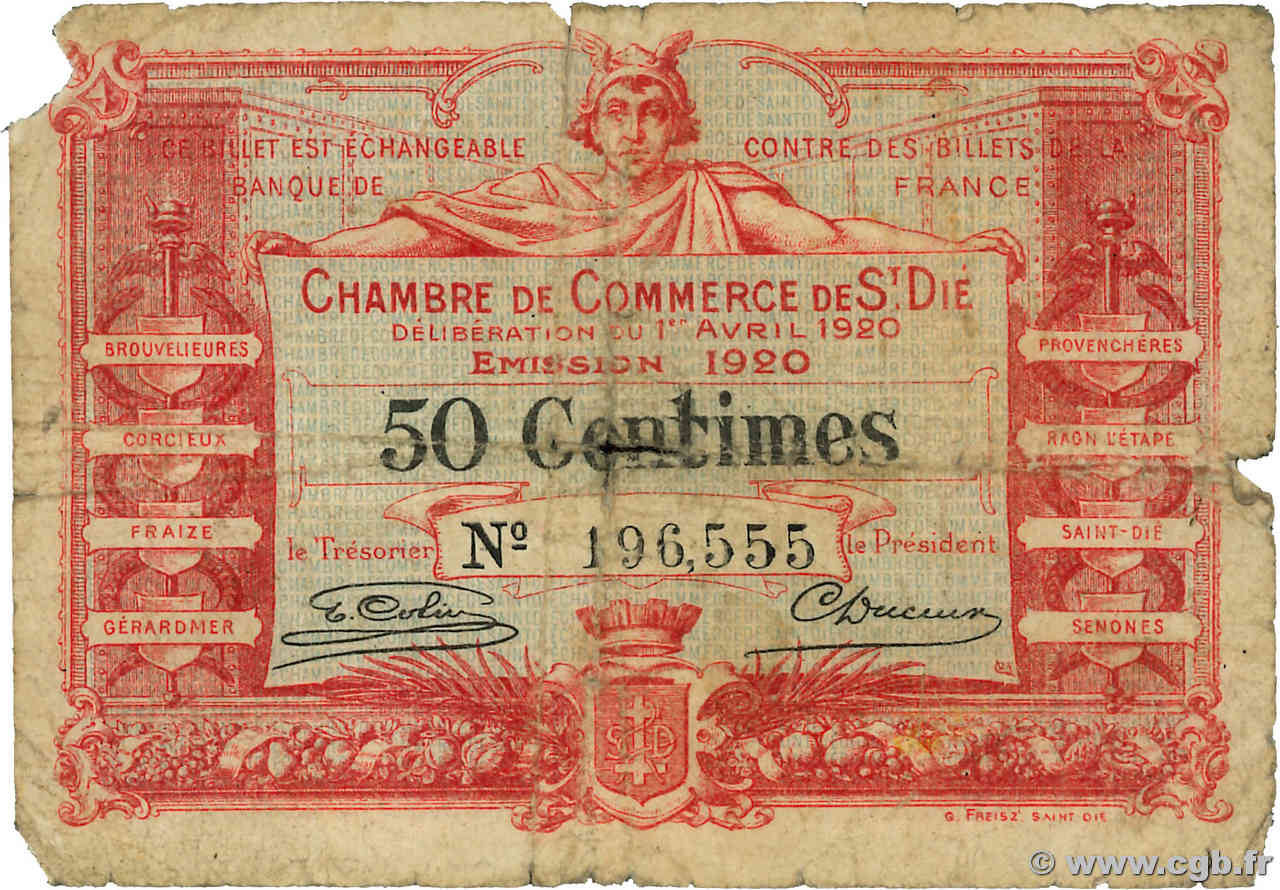 CE BILLET EST ÉCHANGEABLE CONTRE DES BILLETS DE LA
BANQUE DE FRANCE
CHAMBRE DE COMMERCE DE ST. DIÉ
DÉLIBÉRATION DU 1ER AVRIL 1920
EMISSION 1920
50 Centimes
No 196,555
le Trésorier le Président
E. Colin
BROUVELIEURES
CORCIEUX
FRAIZE
GÉRARDMER
PROVENCHÈRES
RAON L'ÉTAPE
SAINT-DIÉ
SENONES
S D
G. FREISZ SAINT DIE
© www.cgb.fr